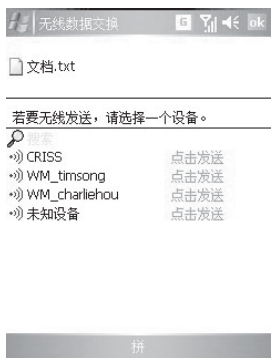 无线数据交换 G ok
文档.txt
若要无线发送，请选择一个设备。
搜索
CRISS 点击发送
WM_timsong 点击发送
WM_charliehou 点击发送
未知设备 点击发送
拼